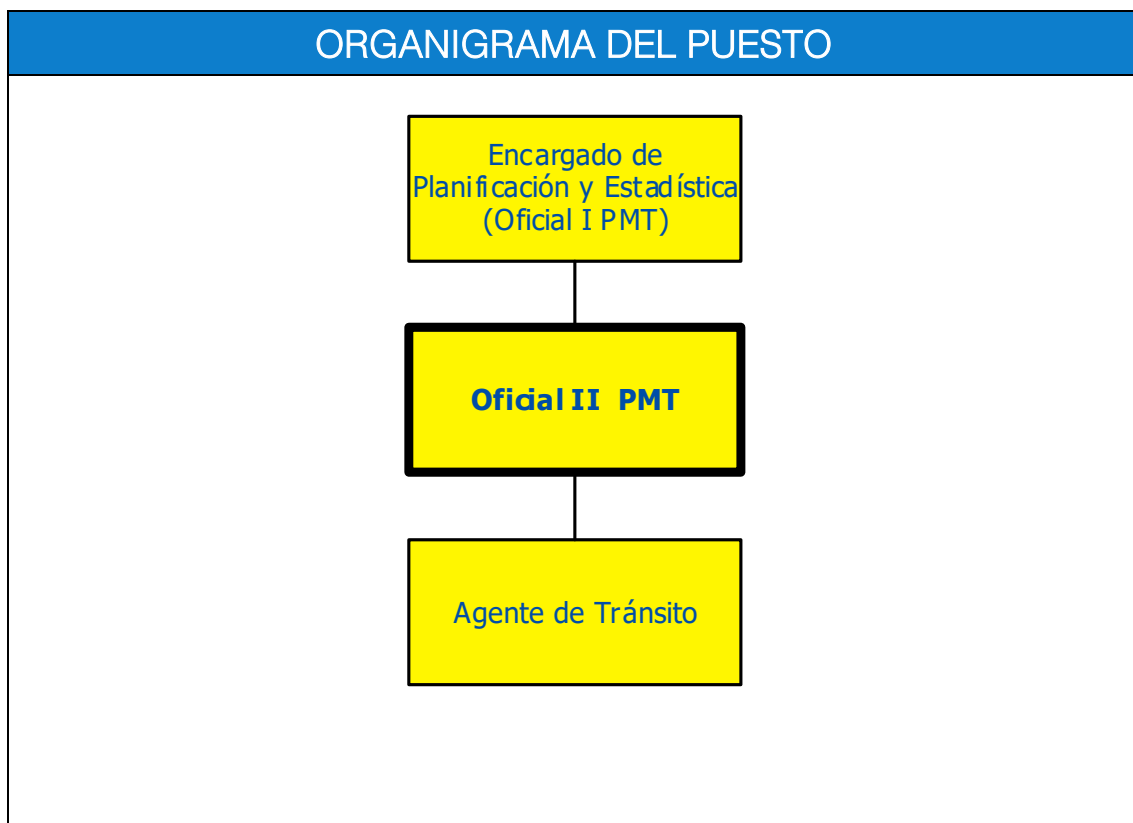 ORGANIGRAMA DEL PUESTO
Encargado de
Planificación y Estadística
(Oficial I PMT)
Oficial II PMT
Agente de Tránsito